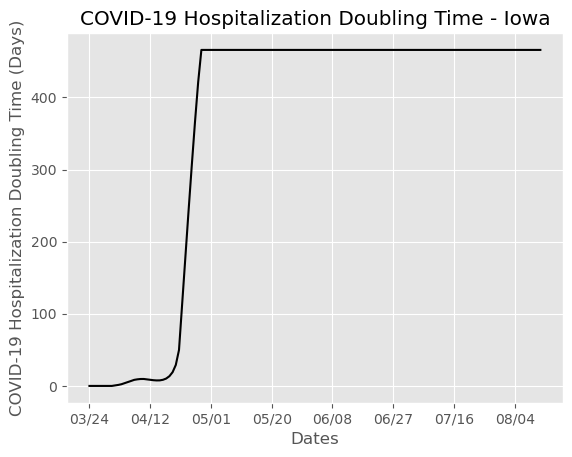 COVID-19 Hospitalization Doubling Time - Iowa
COVID-19 Hospitalization Doubling Time (Days)
400
300
200
100
0
03/24 04/12 05/01 05/20 06/08 06/27 07/16 08/04
Dates